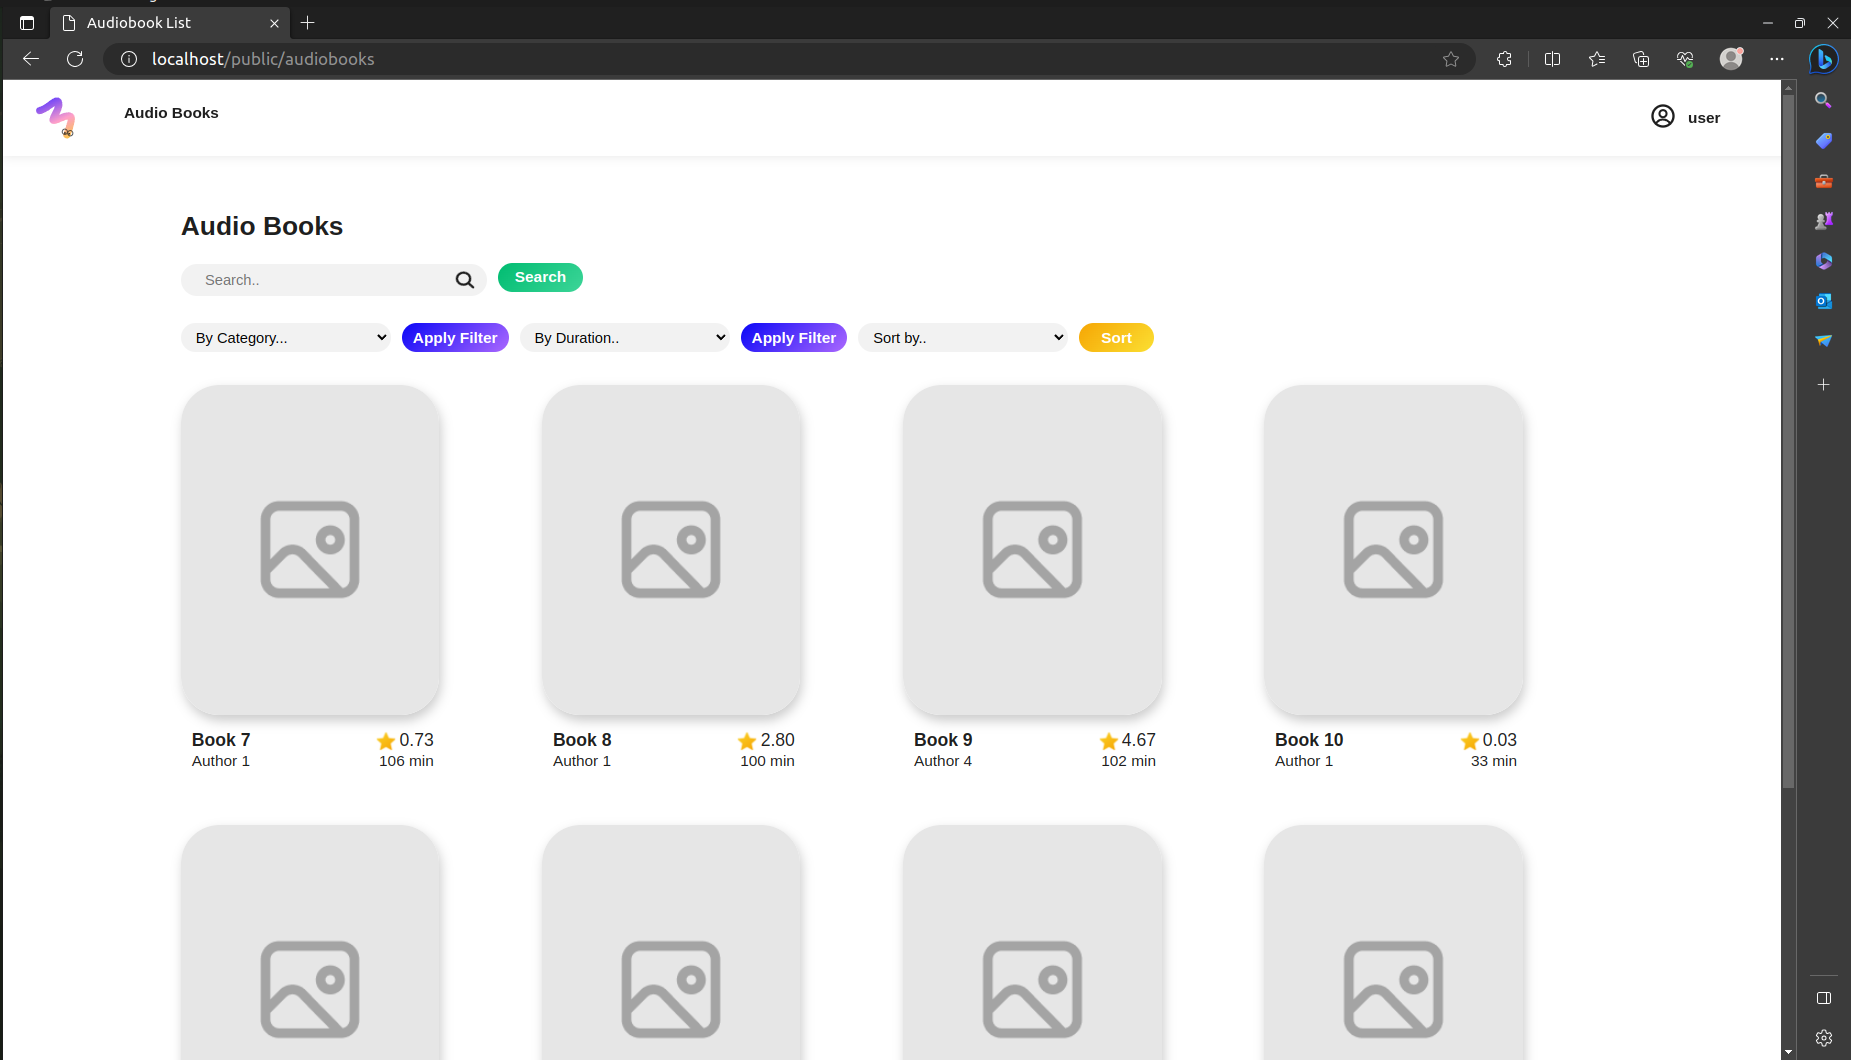 Audiobook List
localhost/public/audiobooks
Audio Books
user
Audio Books
Search..
Search
By Category...
Apply Filter
By Duration..
Apply Filter
Sort by..
Sort
Book 7
0.73
Author 1
106 min
Book 8
2.80
Author 1
100 min
Book 9
4.67
Author 4
102 min
Book 10
0.03
Author 1
33 min